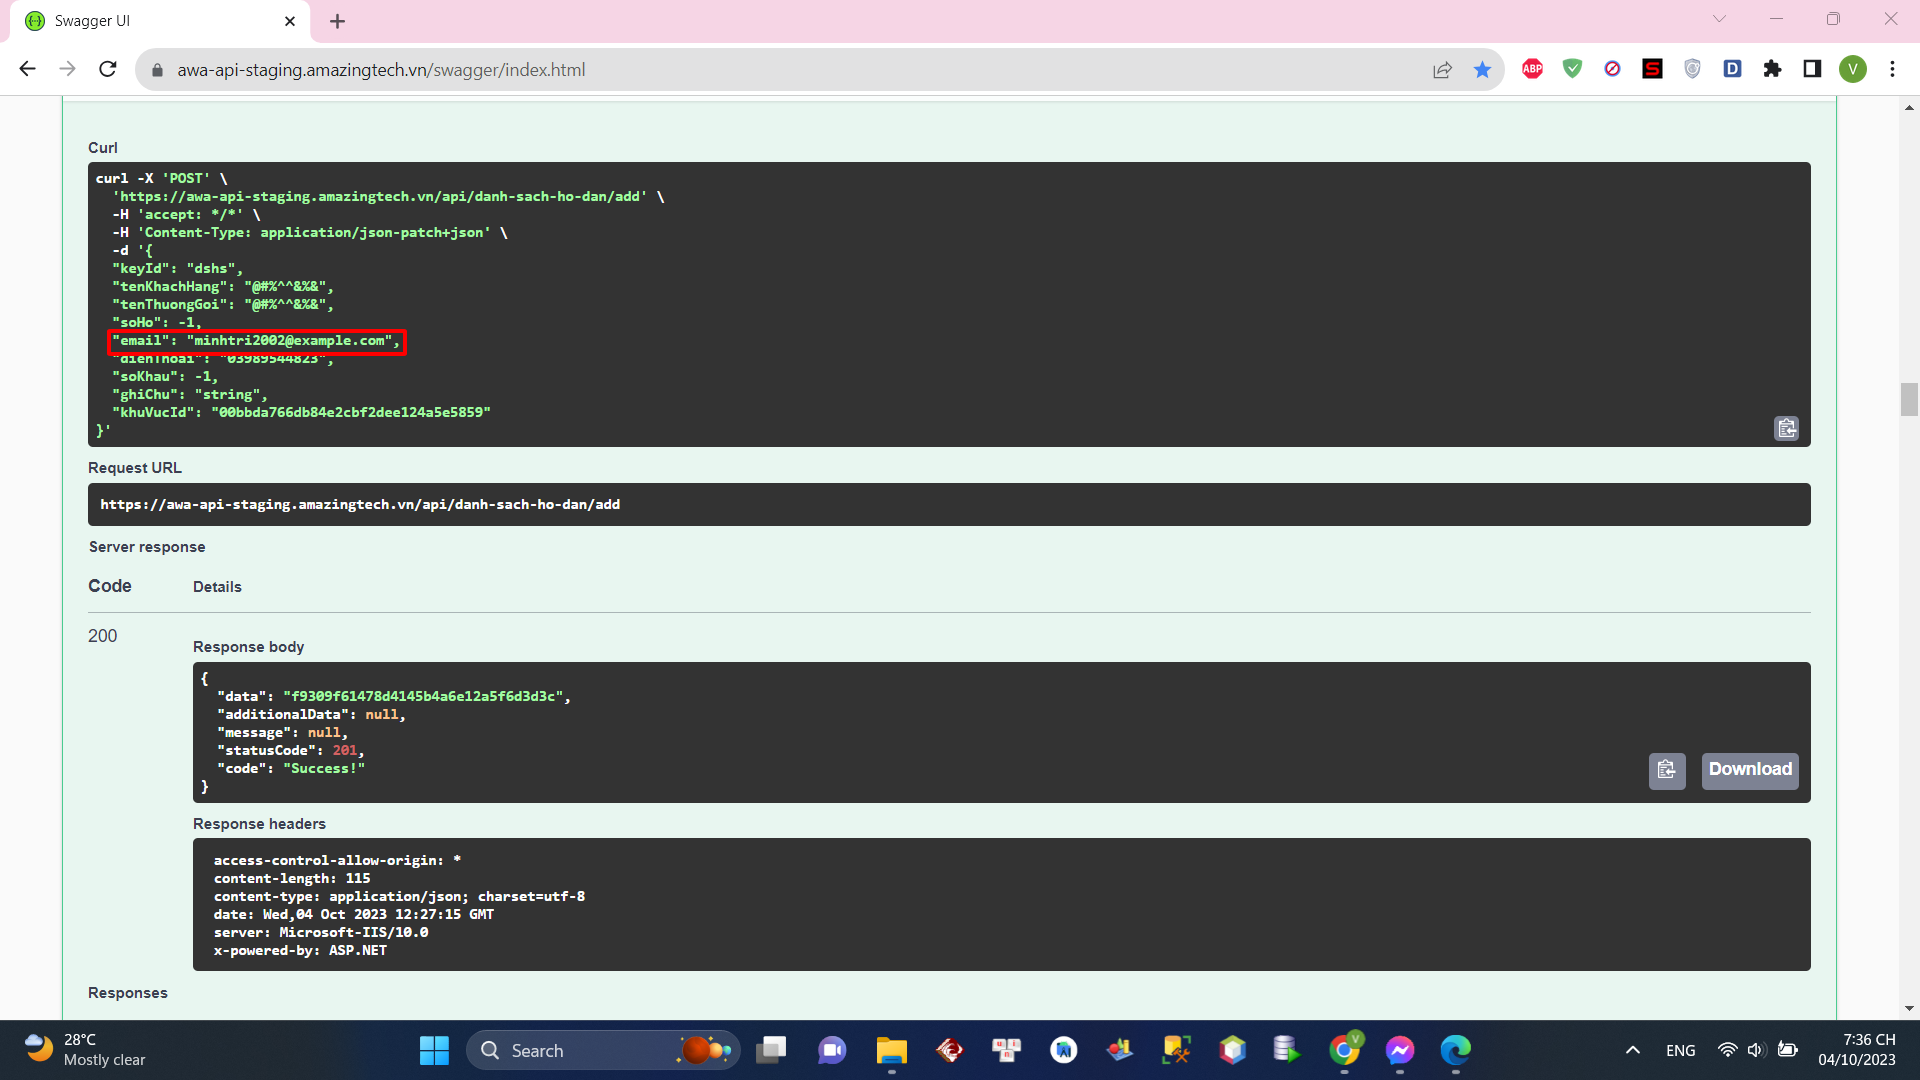 Swagger UI
awa-api-staging.amazingtech.vn/swagger/index.html
ABP
S
D
V
Curl
curl -X 'POST' \
'https://awa-api-staging.amazingtech.vn/api/danh-sach-ho-dan/add' \
-H 'accept: */*' \
-H 'Content-Type: application/json-patch+json' \
-d '{
"keyId": "dshs",
"tenKhachHang": "@#%^^&%&",
"tenThuongGoi": "@#%^^&%&",
"soHo": -1,
"email": "minhtri2002@example.com",
"dienThoai": "03989544823",
"soKhau": -1,
"ghiChu": "string",
"khuVucId": "00bbda766db84e2cbf2dee124a5e5859"
}'
Request URL
https://awa-api-staging.amazingtech.vn/api/danh-sach-ho-dan/add
Server response
Code Details
200
Response body
{
"data": "f9309f61478d4145b4a6e12a5f6d3d3c",
"additionalData": null,
"message": null,
"statusCode": 201,
"code": "Success!"
}
Download
Response headers
access-control-allow-origin: *
content-length: 115
content-type: application/json; charset=utf-8
date: Wed,04 Oct 2023 12:27:15 GMT
server: Microsoft-IIS/10.0
x-powered-by: ASP.NET
Responses
28°C
Mostly clear
Search
V
ENG
7:36 CH
04/10/2023